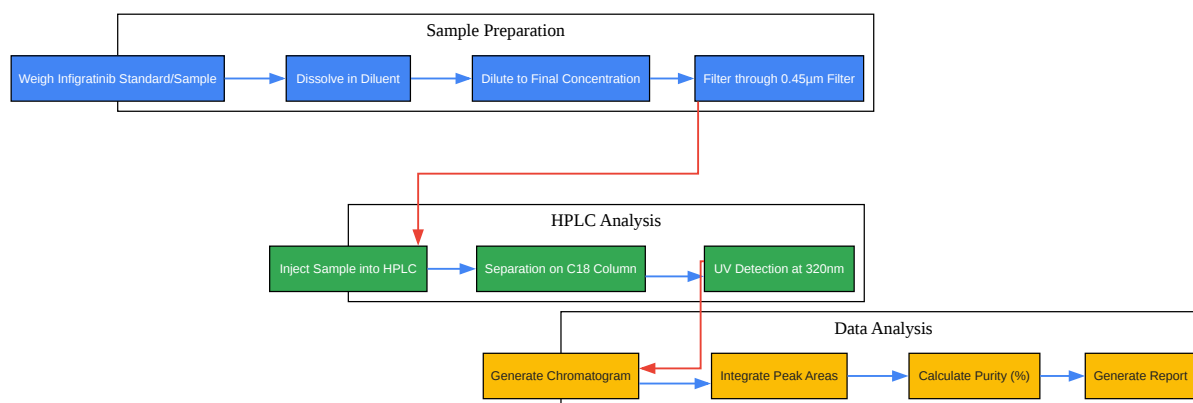 Sample Preparation
Weigh Infigratinib Standard/Sample
Dissolve in Diluent
Dilute to Final Concentration
Filter through 0.45µm Filter
HPLC Analysis
Inject Sample into HPLC
Separation on C18 Column
UV Detection at 320nm
Data Analysis
Generate Chromatogram
Integrate Peak Areas
Calculate Purity (%)
Generate Report